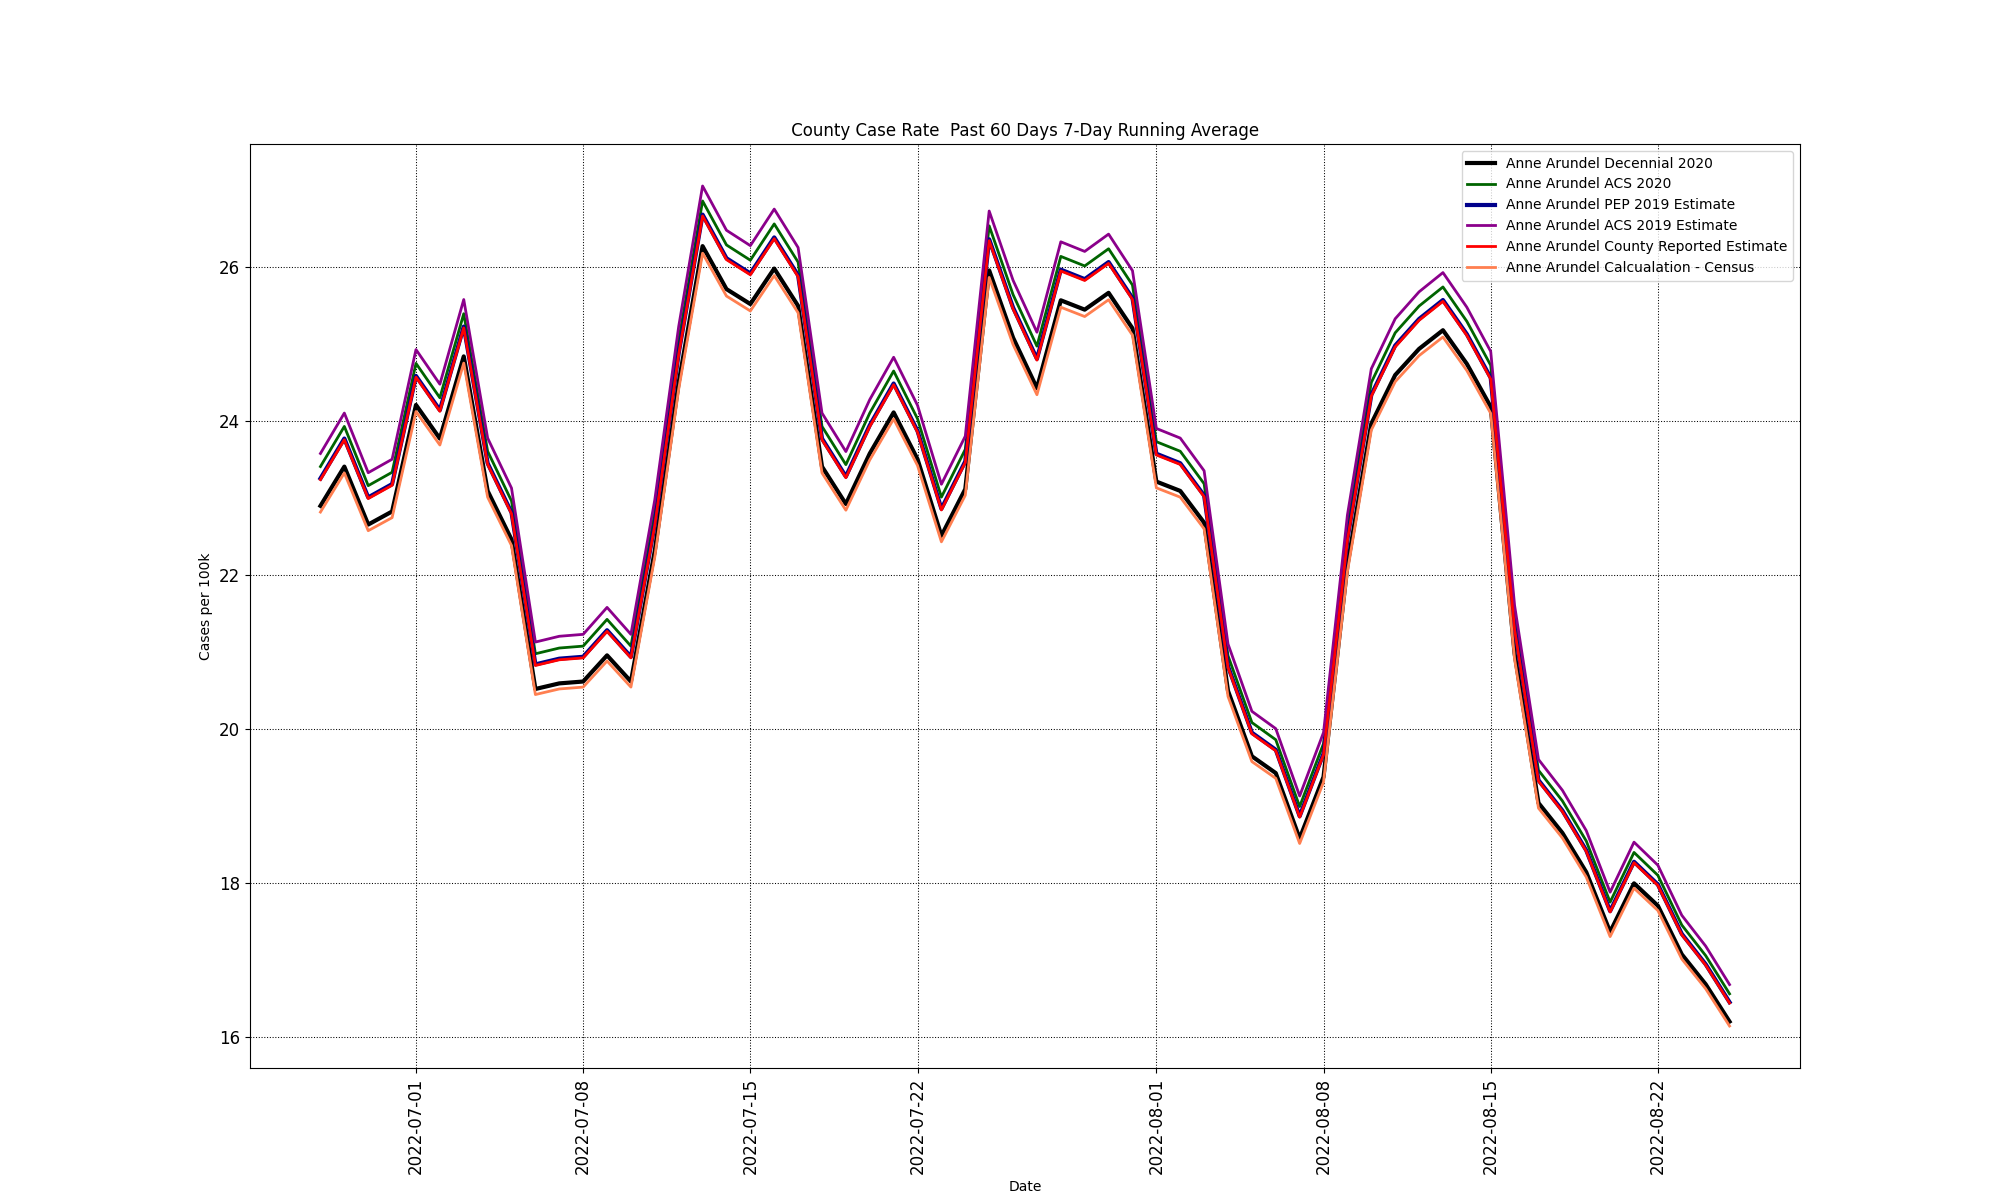 County Case Rate  Past 60 Days 7-Day Running Average
Anne Arundel Decennial 2020
Anne Arundel ACS 2020
Anne Arundel PEP 2019 Estimate
Anne Arundel ACS 2019 Estimate
Anne Arundel County Reported Estimate
Anne Arundel Calcualation - Census
Cases per 100k
26
24
22
20
18
16
2022-07-01
2022-07-08
2022-07-15
2022-07-22
2022-08-01
2022-08-08
2022-08-15
2022-08-22
Date